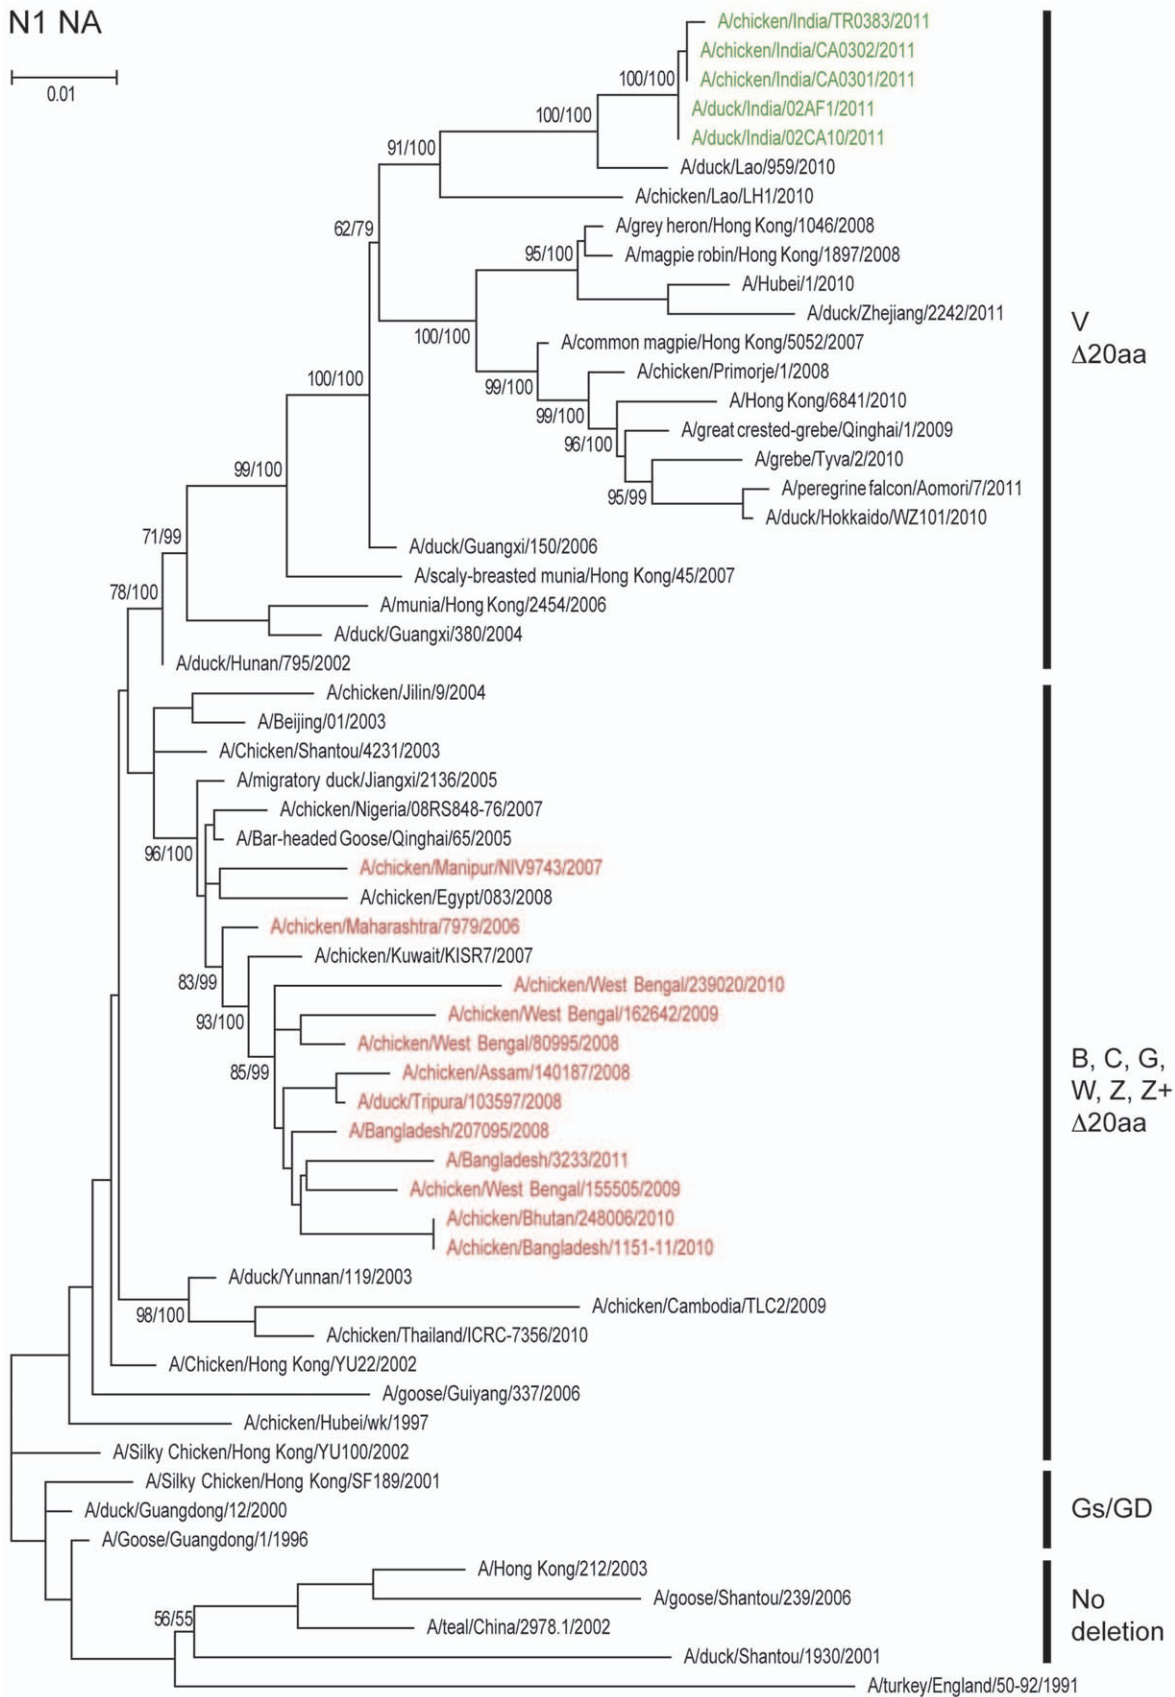 N1 NA
0.01
A/chicken/India/TR0383/2011
A/chicken/India/CA0302/2011
100/100
A/chicken/India/CA0301/2011
A/duck/India/02AF1/2011
100/100
A/duck/India/02CA10/2011
91/100
A/duck/Lao/959/2010
A/chicken/Lao/LH1/2010
62/79
A/grey heron/Hong Kong/1046/2008
95/100
A/magpie robin/Hong Kong/1897/2008
A/Hubei/1/2010
A/duck/Zhejiang/2242/2011
V
Δ20aa
100/100
A/common magpie/Hong Kong/5052/2007
A/chicken/Primorje/1/2008
100/100
99/100
A/Hong Kong/6841/2010
99/100
A/great crested-grebe/Qinghai/1/2009
96/100
A/grebe/Tyva/2/2010
99/100
A/peregrine falcon/Aomori/7/2011
95/99
A/duck/Hokkaido/WZ101/2010
71/99
A/duck/Guangxi/150/2006
A/scaly-breasted munia/Hong Kong/45/2007
78/100
A/munia/Hong Kong/2454/2006
A/duck/Guangxi/380/2004
A/duck/Hunan/795/2002
A/chicken/Jilin/9/2004
A/Beijing/01/2003
A/Chicken/Shantou/4231/2003
A/migratory duck/Jiangxi/2136/2005
A/chicken/Nigeria/08RS848-76/2007
A/Bar-headed Goose/Qinghai/65/2005
96/100
A/chicken/Manipur/NIV9743/2007
A/chicken/Egypt/083/2008
A/chicken/Maharashtra/7979/2006
A/chicken/Kuwait/KISR7/2007
83/99
A/chicken/West Bengal/239020/2010
93/100
A/chicken/West Bengal/162642/2009
A/chicken/West Bengal/80995/2008
85/99
A/chicken/Assam/140187/2008
A/duck/Tripura/103597/2008
B, C, G,
W, Z, Z+
Δ20aa
A/Bangladesh/207095/2008
A/Bangladesh/3233/2011
A/chicken/West Bengal/155505/2009
A/chicken/Bhutan/248006/2010
A/chicken/Bangladesh/1151-11/2010
A/duck/Yunnan/119/2003
A/chicken/Cambodia/TLC2/2009
98/100
A/chicken/Thailand/ICRC-7356/2010
A/Chicken/Hong Kong/YU22/2002
A/goose/Guiyang/337/2006
A/chicken/Hubei/wk/1997
A/Silky Chicken/Hong Kong/YU100/2002
A/Silky Chicken/Hong Kong/SF189/2001
A/duck/Guangdong/12/2000
Gs/GD
A/Goose/Guangdong/1/1996
A/Hong Kong/212/2003
A/goose/Shantou/239/2006
No
deletion
56/55
A/teal/China/2978.1/2002
A/duck/Shantou/1930/2001
A/turkey/England/50-92/1991